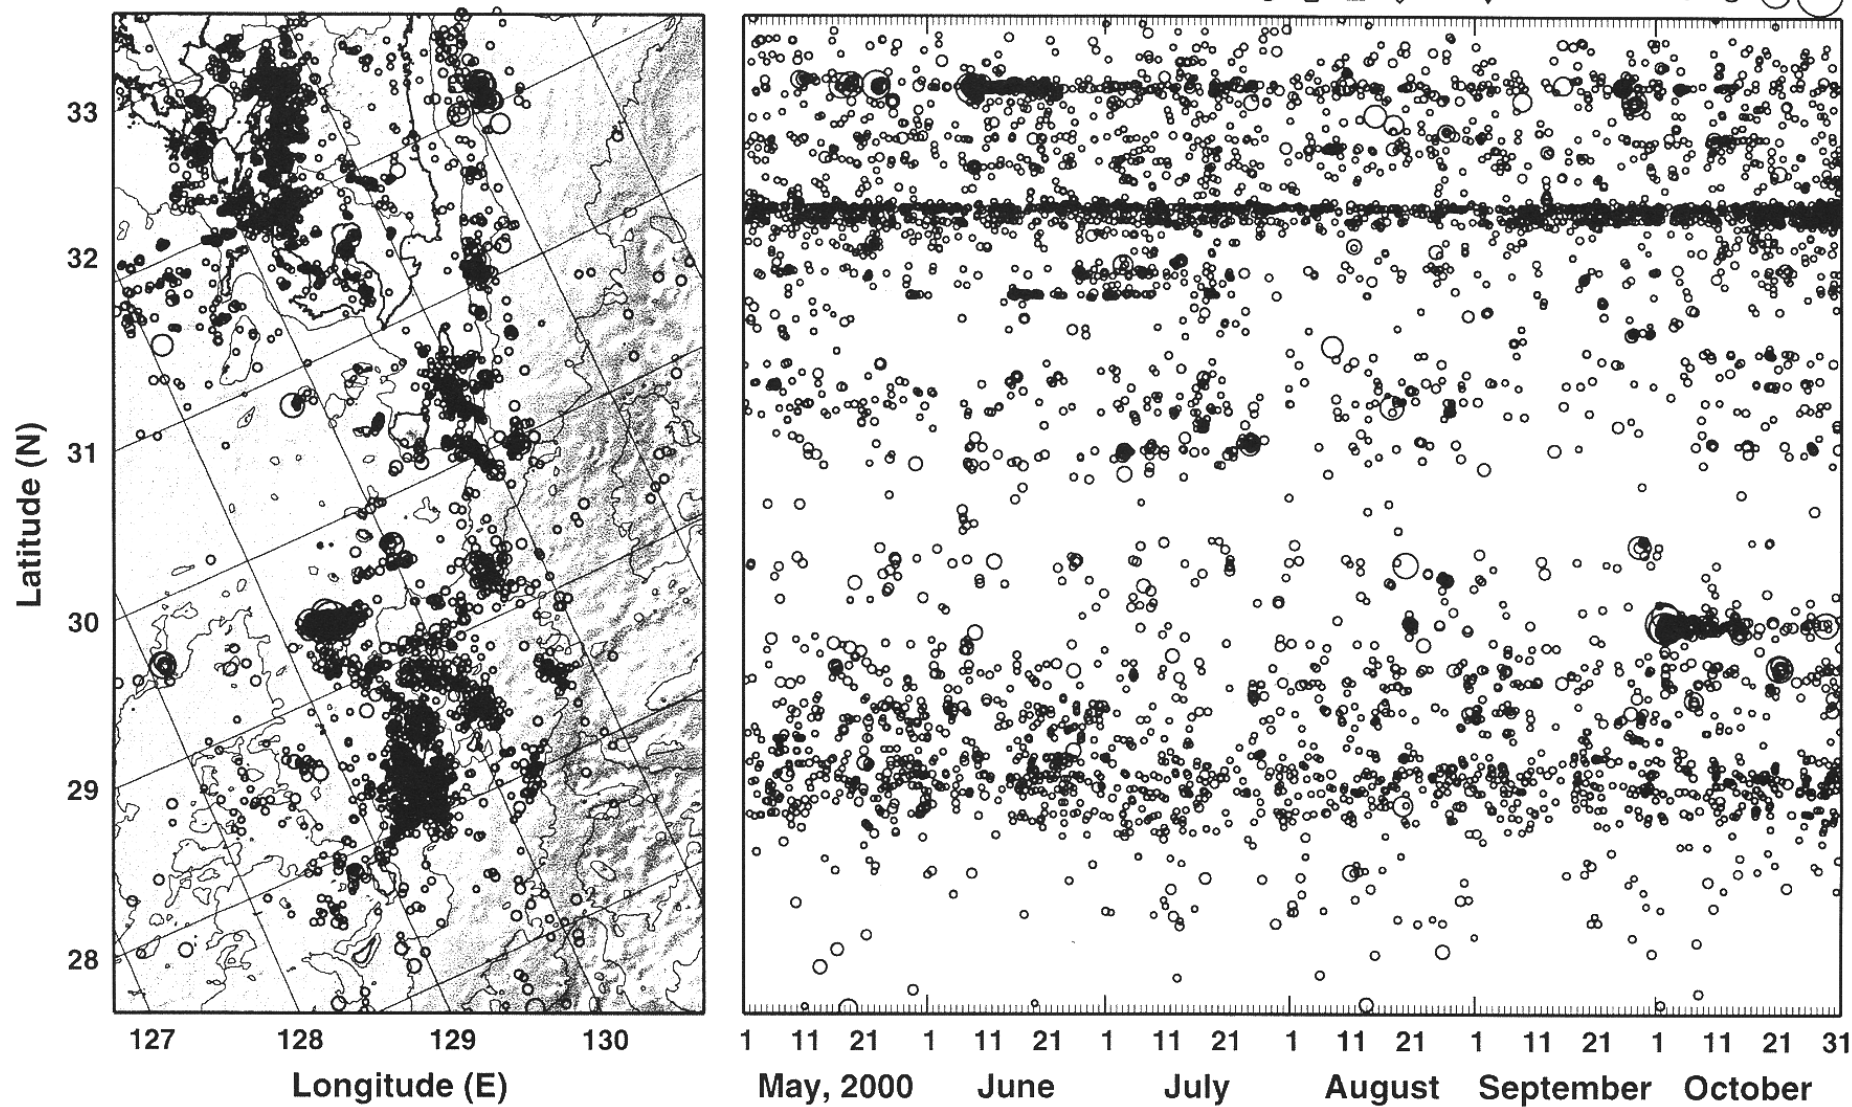 33
32
31
30
29
28
Latitude (N)
127 128 129 130
Longitude (E)
1 11 21 1 11 21 1 11 21 1 11 21 1 11 21 1 11 21 31
May, 2000 June July August September October